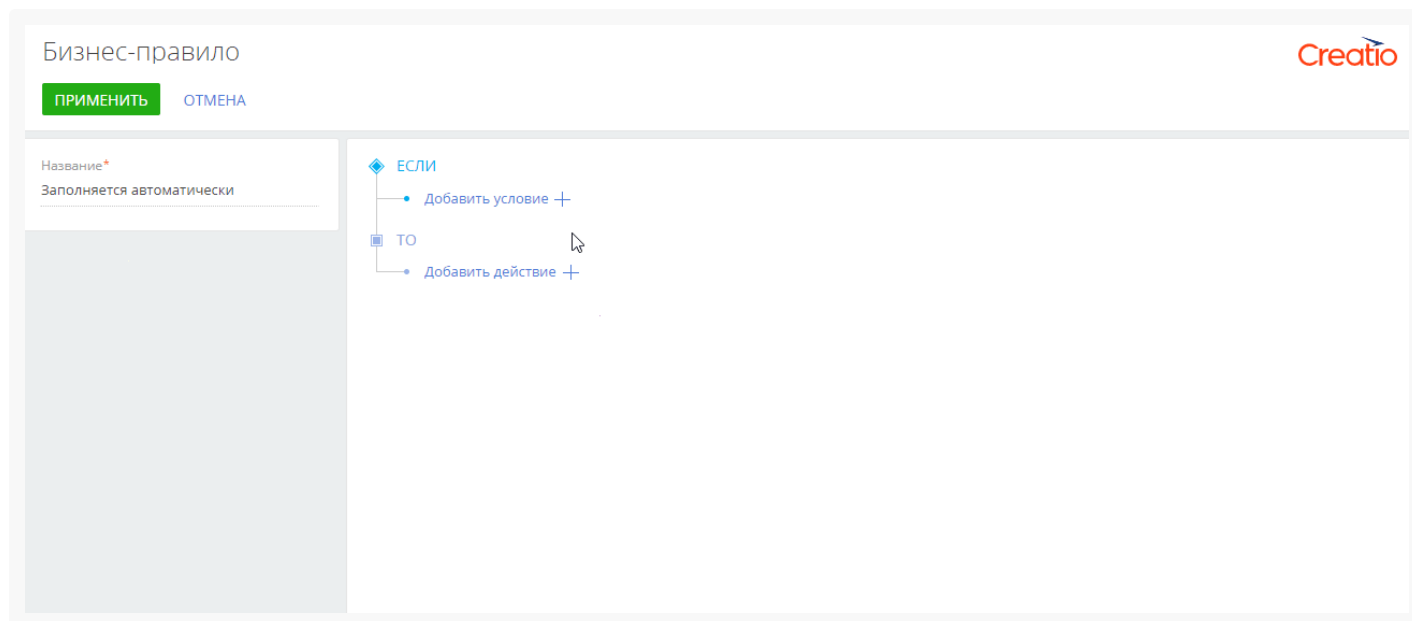 Бизнес-правило
Creatio
ПРИМЕНИТЬ ОТМЕНА
Название*
Заполняется автоматически
ЕСЛИ
Добавить условие +
ТО
Добавить действие +